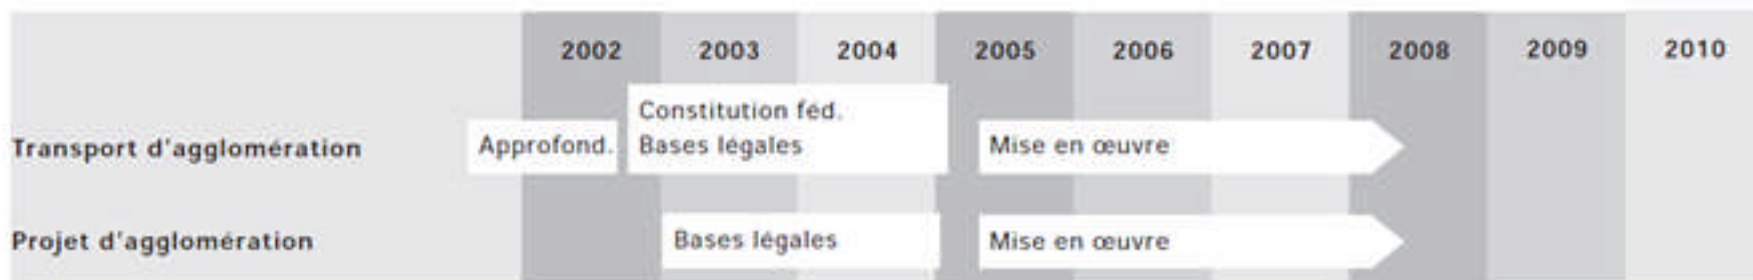 2002 2003 2004 2005 2006 2007 2008 2009 2010
Constitution féd.
Transport d'agglomération Approfond. Bases légales Mise en œuvre
Projet d'agglomération Bases légales Mise en œuvre